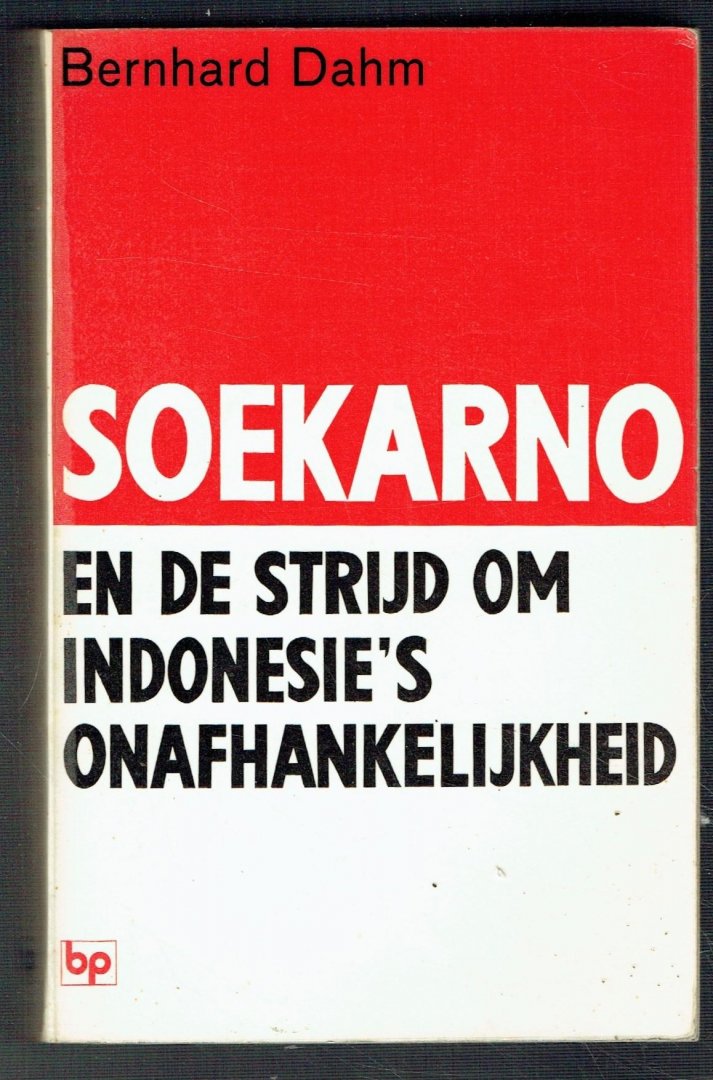 Bernhard Dahm
SOEKARNO
EN DE STRIJD OM
INDONESIE'S
ONAFHANKELIJKHEID
bp